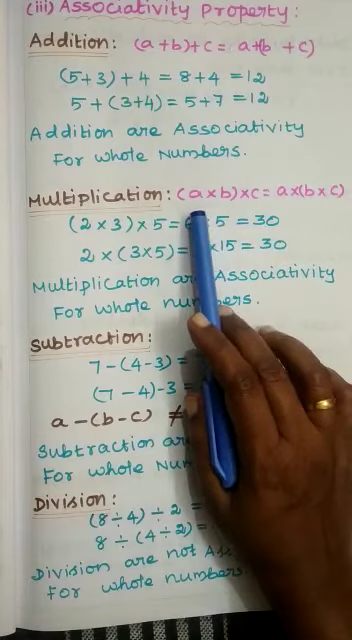 (iii) Associativity Property:
Addition: (a+b)+c = a+(b+c)
(5+3)+4 = 8+4 = 12
5+(3+4) = 5+7 = 12
Addition are Associativity
For whole Numbers.
Multiplication: (a×b)×c = a×(b×c)
(2×3)×5 = 5 = 30
2×(3×5) = ×15 = 30
Multiplication are Associativity
For whole numbers.
Subtraction:
7-(4-3) =
(7-4)-3 =
a-(b-c) ≠
Subtraction are
For whole
Division:
(8÷4)÷2 =
8÷(4÷2) =
Division are not
For whole numbers.